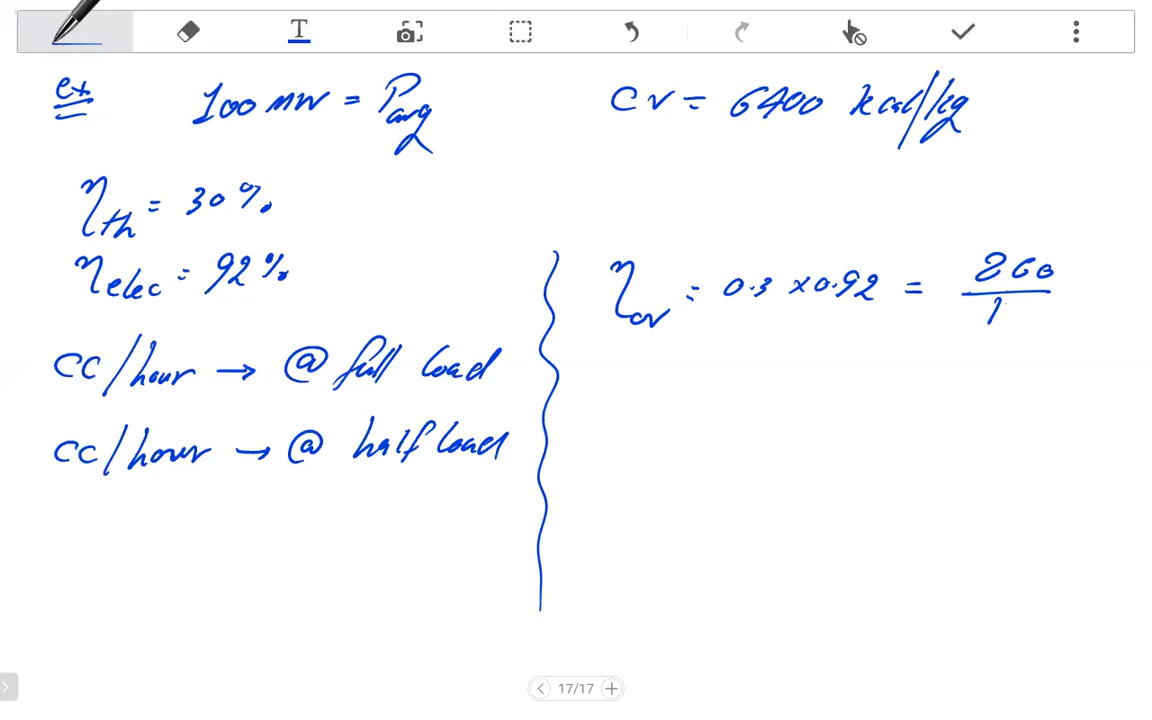 T
ex 100 MW = Pavg CV = 6400 kcal/kg
ηth = 30%
ηelec = 92%
ηov = 0.3 × 0.92 = 860/1
CC/hour → @ full load
CC/hour → @ half load
17/17